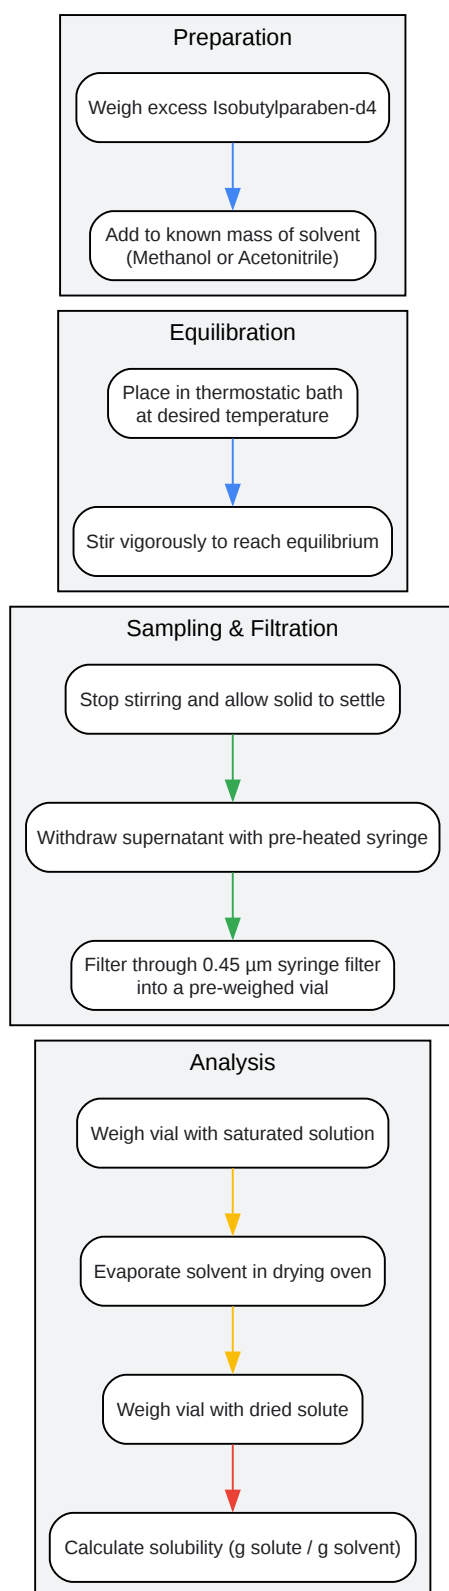 Preparation
Weigh excess Isobutylparaben-d4
Add to known mass of solvent
(Methanol or Acetonitrile)
Equilibration
Place in thermostatic bath
at desired temperature
Stir vigorously to reach equilibrium
Sampling & Filtration
Stop stirring and allow solid to settle
Withdraw supernatant with pre-heated syringe
Filter through 0.45 µm syringe filter
into a pre-weighed vial
Analysis
Weigh vial with saturated solution
Evaporate solvent in drying oven
Weigh vial with dried solute
Calculate solubility (g solute / g solvent)